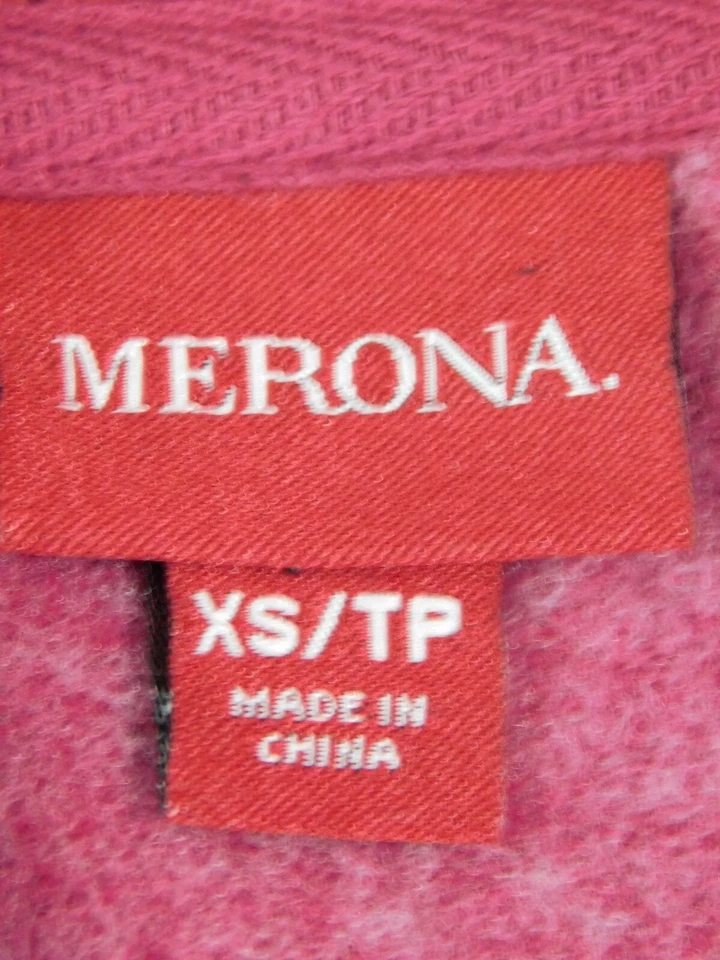 MERONA.
XS/TP
MADE IN
CHINA